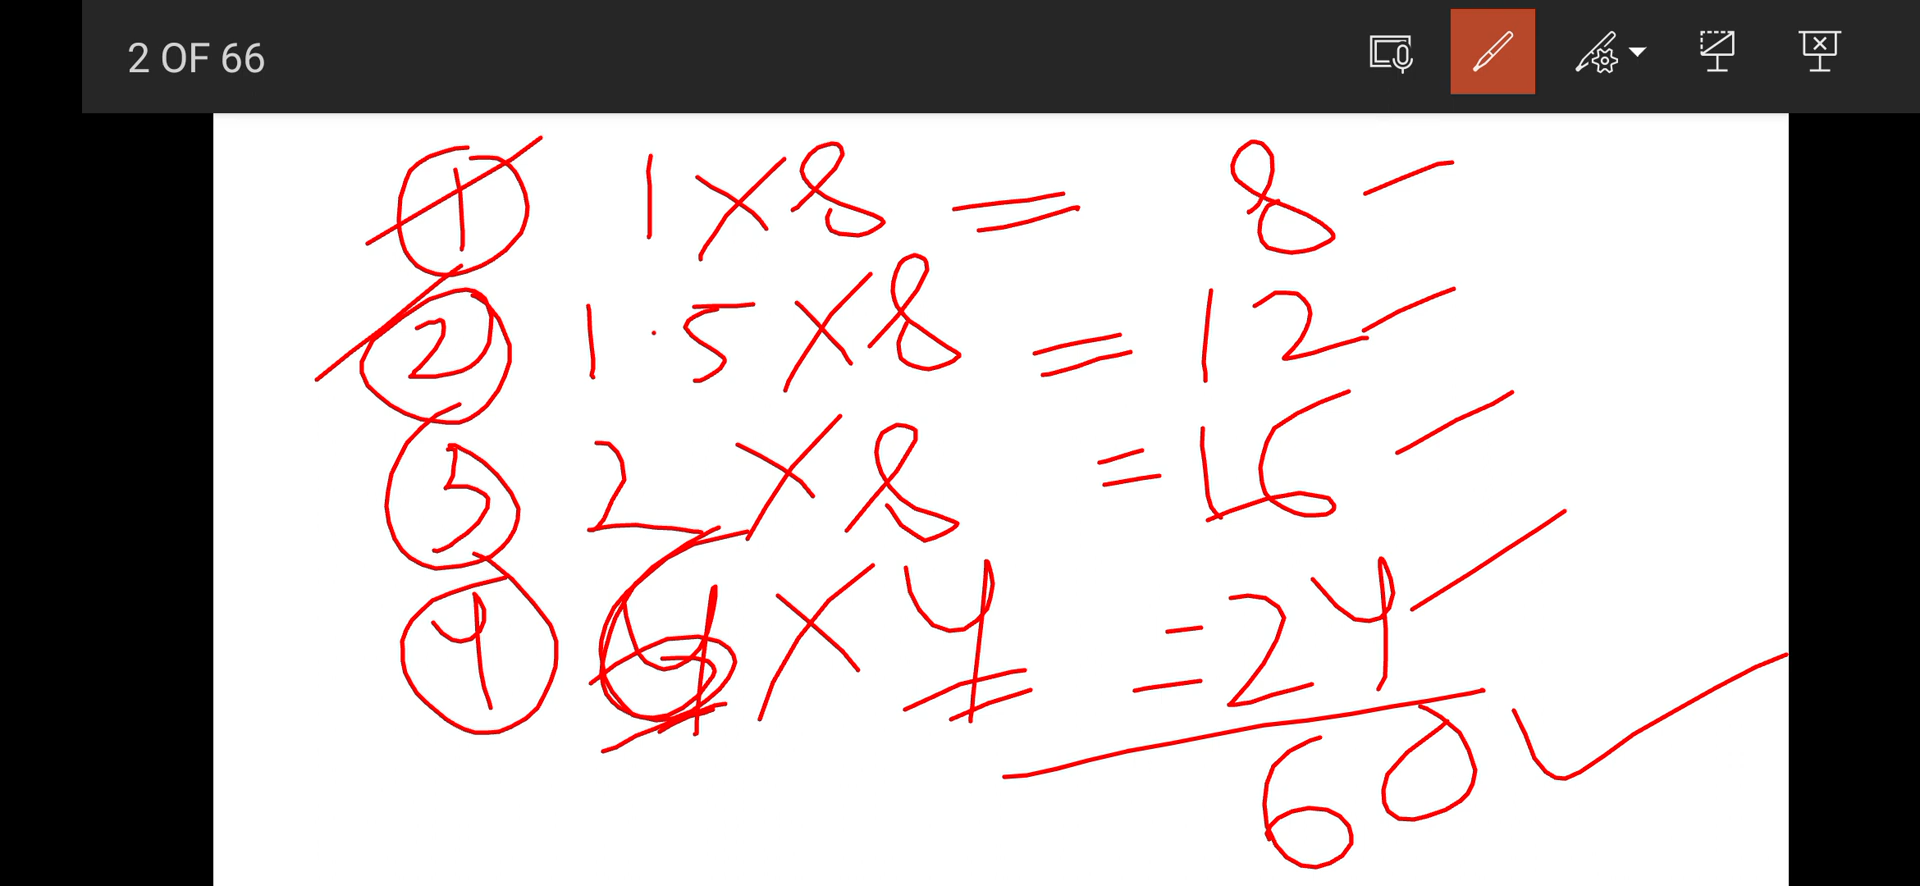 2 OF 66
1 1 × 8 = 8 -
2 1.5 × 8 = 12 -
3 2 × 8 = 16 -
4 × 4 = 24 -
60